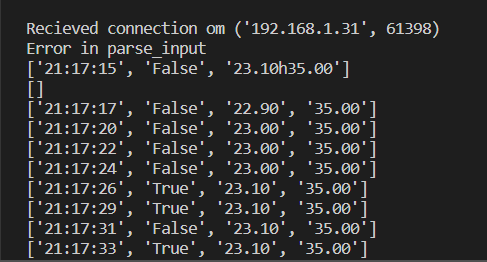 Recieved connection om ('192.168.1.31', 61398)
Error in parse_input
['21:17:15', 'False', '23.10h35.00']
[]
['21:17:17', 'False', '22.90', '35.00']
['21:17:20', 'False', '23.00', '35.00']
['21:17:22', 'False', '23.00', '35.00']
['21:17:24', 'False', '23.00', '35.00']
['21:17:26', 'True', '23.10', '35.00']
['21:17:29', 'True', '23.10', '35.00']
['21:17:31', 'False', '23.10', '35.00']
['21:17:33', 'True', '23.10', '35.00']